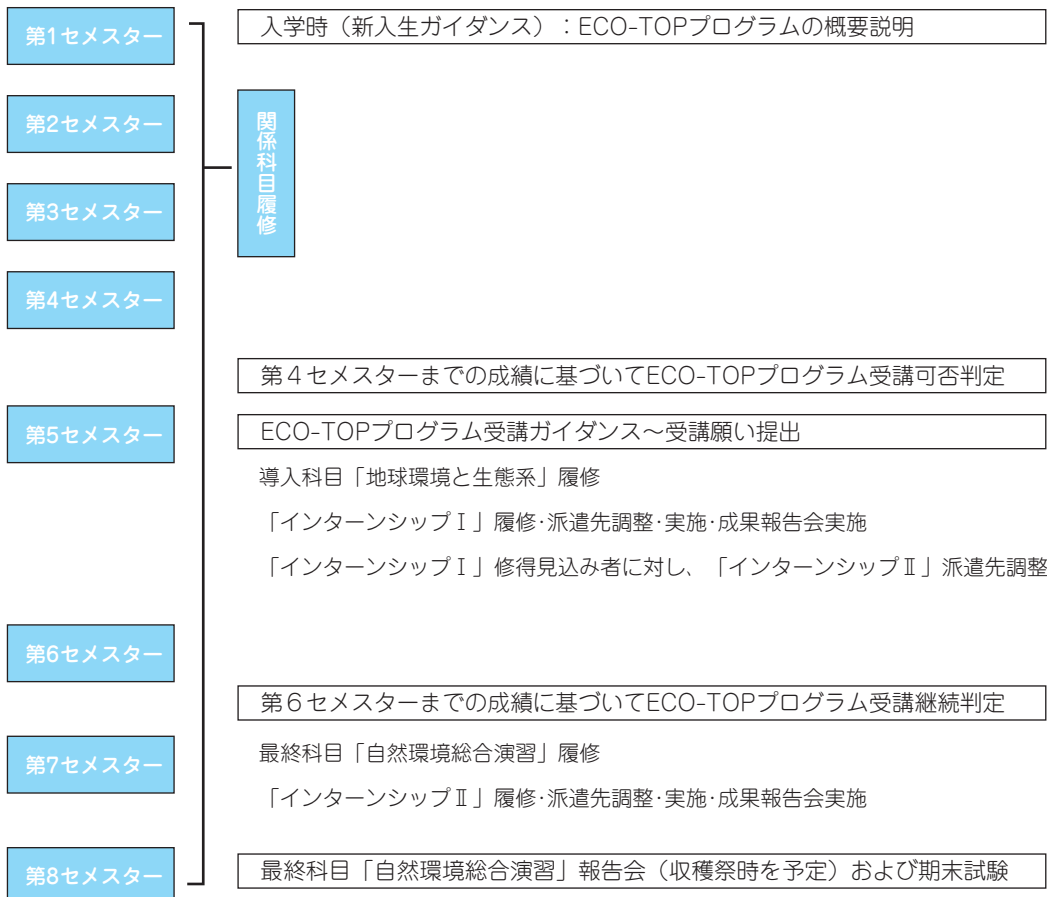 第1セメスター
入学時（新入生ガイダンス）：ECO-TOPプログラムの概要説明
第2セメスター
関係科目履修
第3セメスター
第4セメスター
第４セメスターまでの成績に基づいてECO-TOPプログラム受講可否判定
第5セメスター
ECO-TOPプログラム受講ガイダンス～受講願い提出
導入科目「地球環境と生態系」履修
「インターンシップⅠ」履修･派遣先調整･実施･成果報告会実施
「インターンシップⅠ」修得見込み者に対し、「インターンシップⅡ」派遣先調整
第6セメスター
第６セメスターまでの成績に基づいてECO-TOPプログラム受講継続判定
第7セメスター
最終科目「自然環境総合演習」履修
「インターンシップⅡ」履修･派遣先調整･実施･成果報告会実施
第8セメスター
最終科目「自然環境総合演習」報告会（収穫祭時を予定）および期末試験